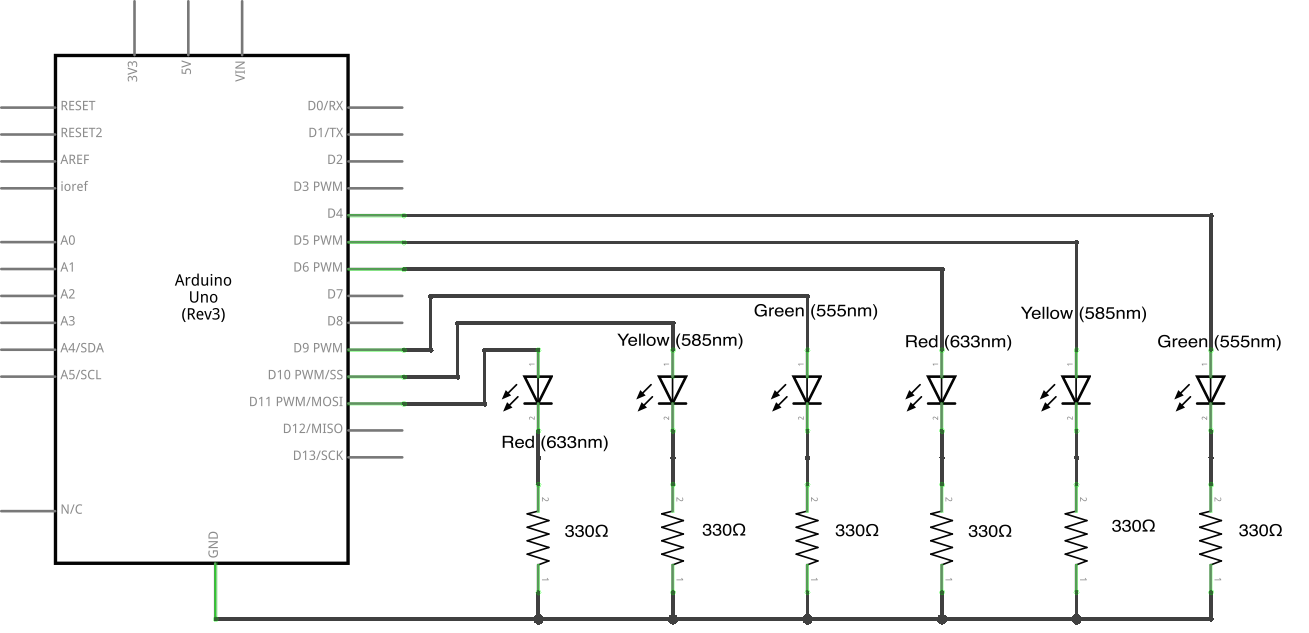 3V3
5V
VIN
RESET
RESET2
AREF
ioref
A0
A1
A2
A3
A4/SDA
A5/SCL
N/C
Arduino
Uno
(Rev3)
D0/RX
D1/TX
D2
D3 PWM
D4
D5 PWM
D6 PWM
D7
D8
D9 PWM
D10 PWM/SS
D11 PWM/MOSI
D12/MISO
D13/SCK
GND
Red (633nm)
Yellow (585nm)
Green (555nm)
Red (633nm)
Yellow (585nm)
Green (555nm)
1
1
1
1
1
1
2
2
2
2
2
2
2
2
2
2
2
2
330Ω
330Ω
330Ω
330Ω
330Ω
330Ω
1
1
1
1
1
1